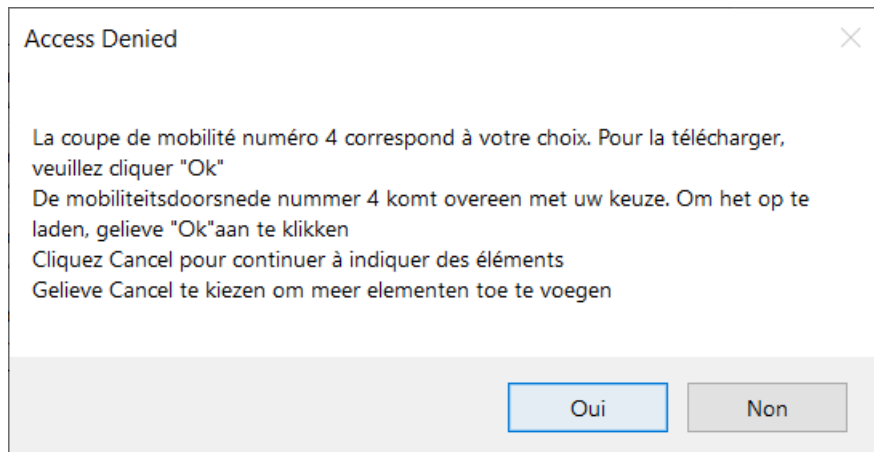 Access Denied
La coupe de mobilité numéro 4 correspond à votre choix. Pour la télécharger,
veuillez cliquer "Ok"
De mobiliteitsdoorsnede nummer 4 komt overeen met uw keuze. Om het op te
laden, gelieve "Ok"aan te klikken
Cliquez Cancel pour continuer à indiquer des éléments
Gelieve Cancel te kiezen om meer elementen toe te voegen
Oui
Non